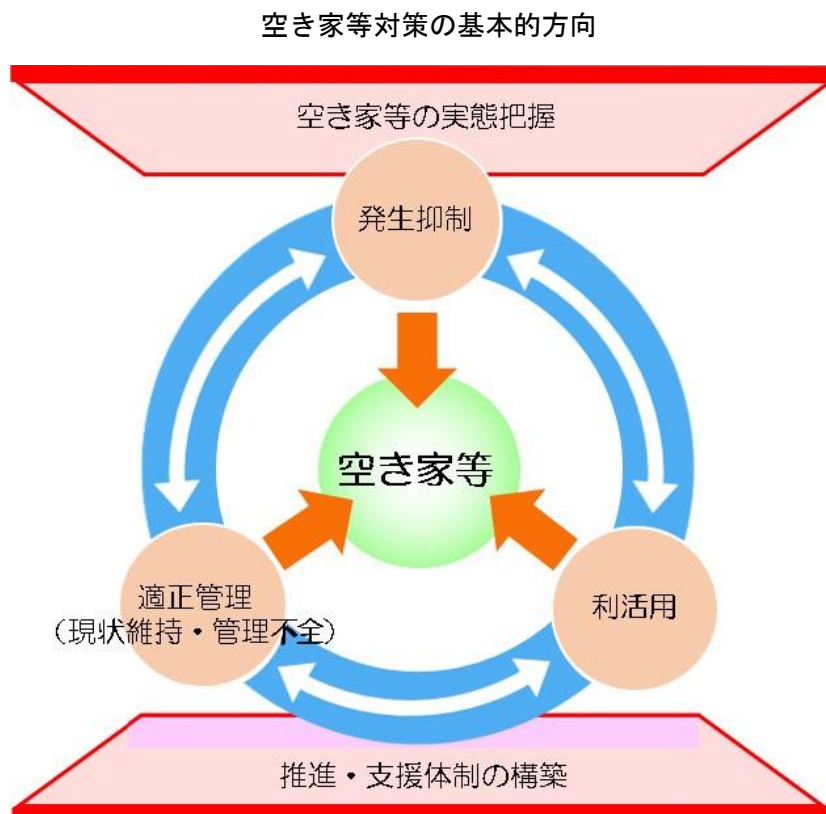 空き家等対策の基本的方向
空き家等の実態把握
発生抑制
空き家等
適正管理
（現状維持・管理不全）
利活用
推進・支援体制の構築